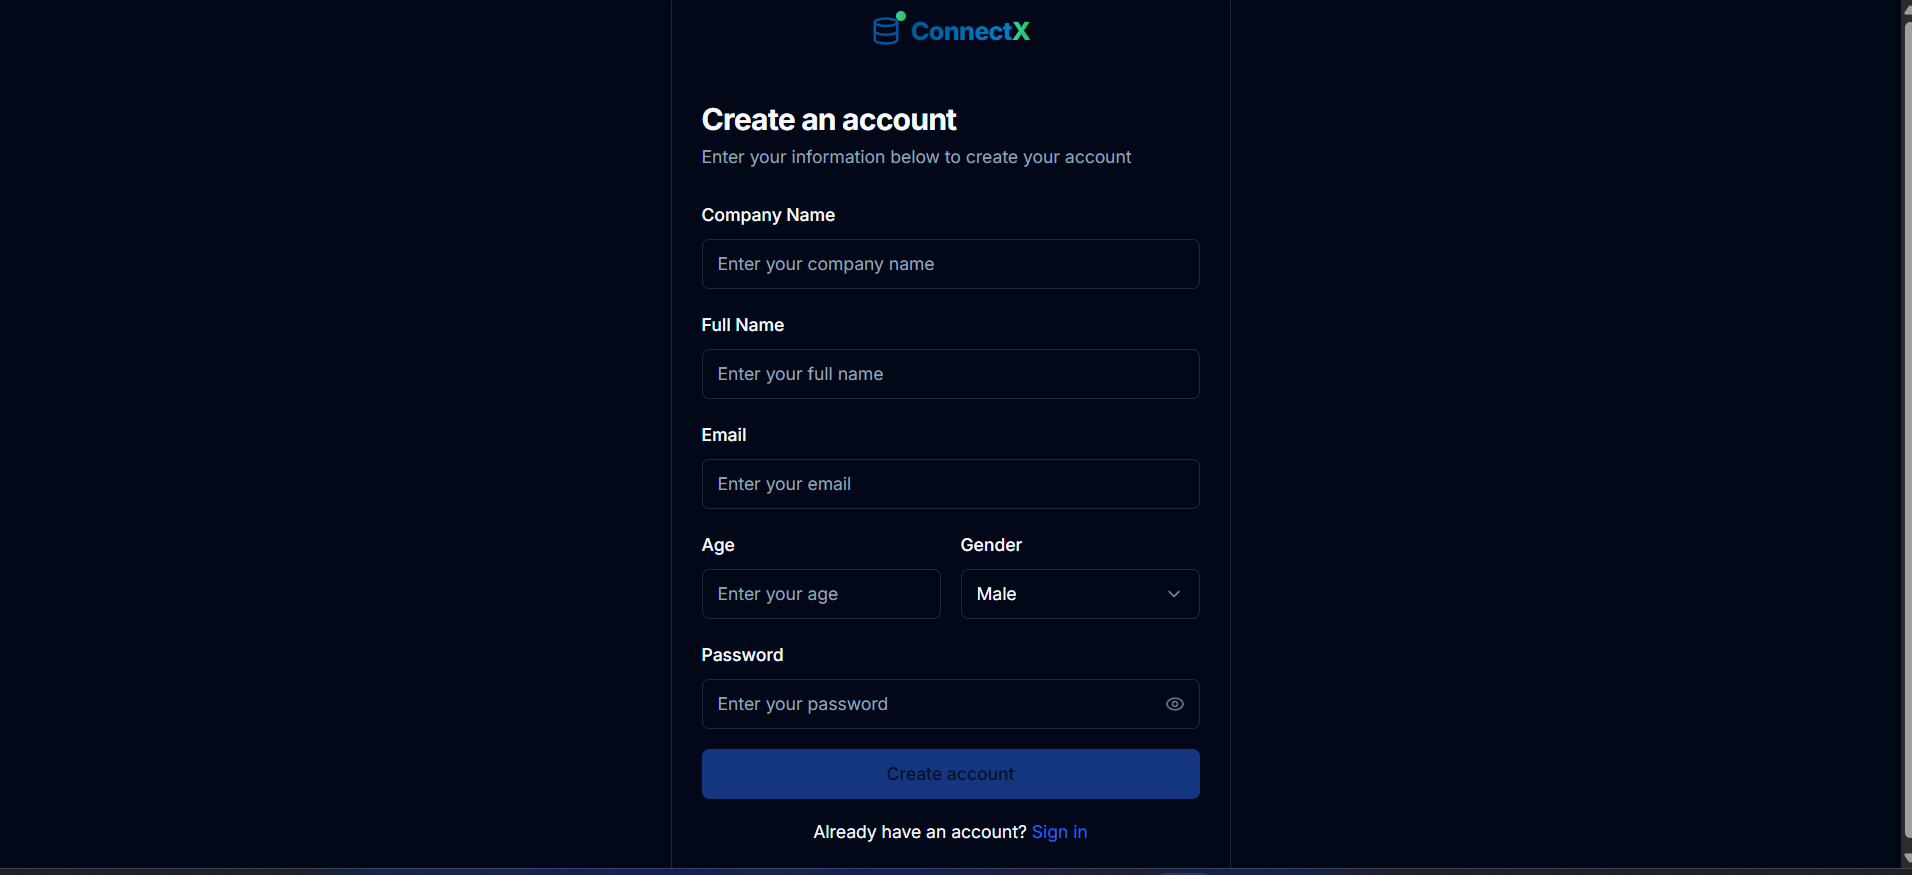 ConnectX
Create an account
Enter your information below to create your account
Company Name
Enter your company name
Full Name
Enter your full name
Email
Enter your email
Age
Gender
Enter your age
Male
Password
Enter your password
Create account
Already have an account? Sign in